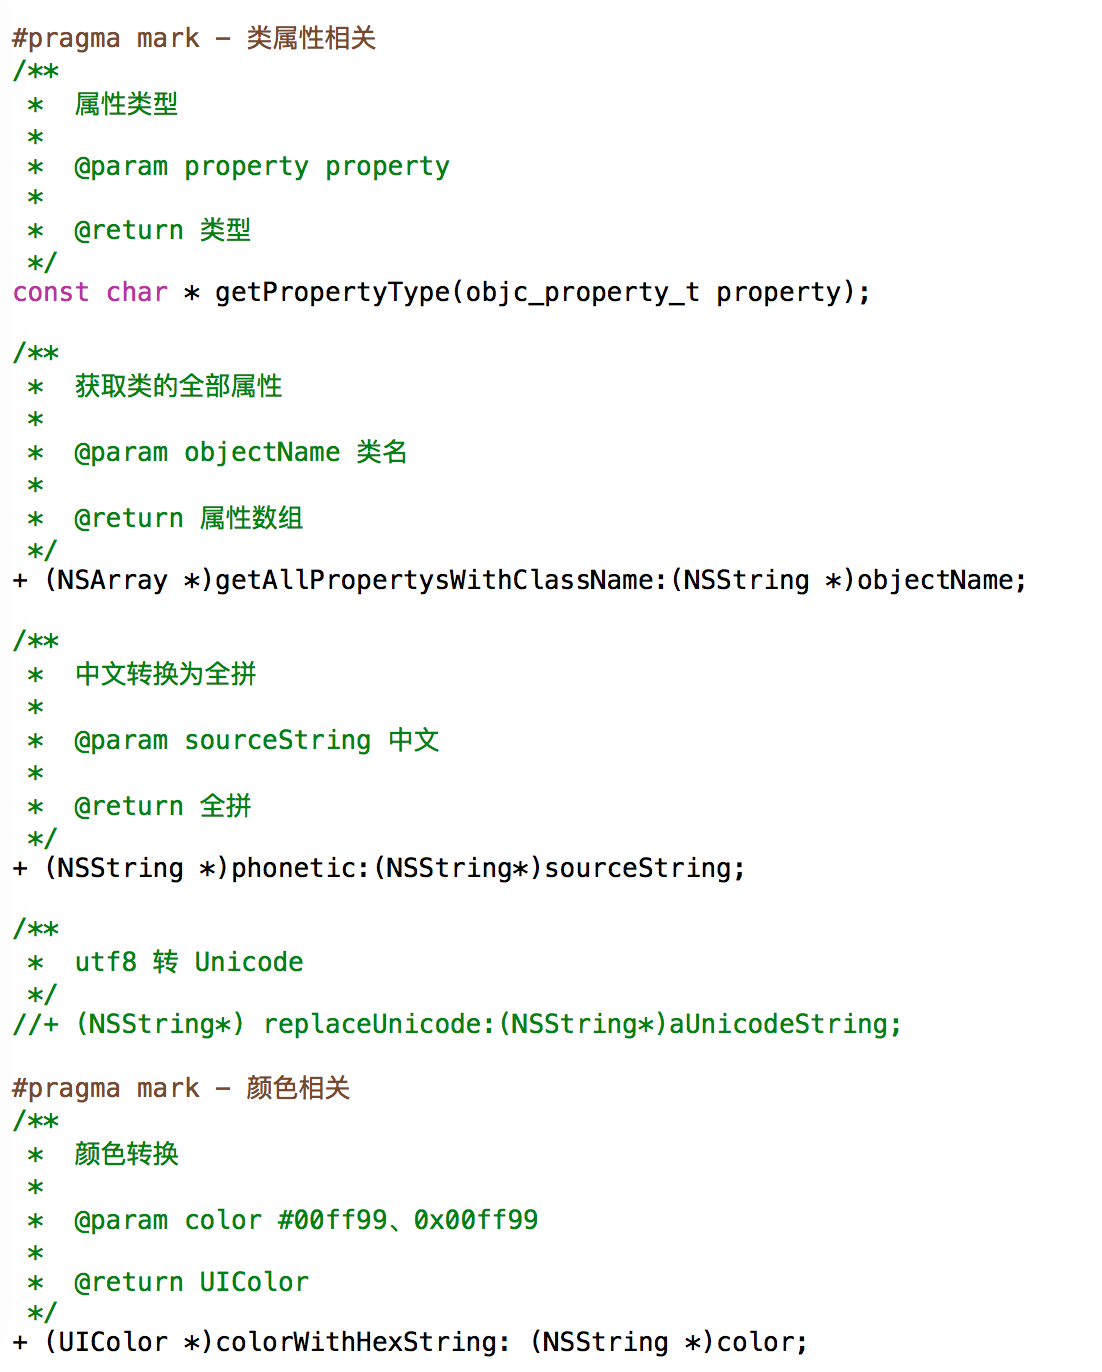 #pragma mark - 类属性相关
/**
 *  属性类型
 *
 *  @param property property
 *
 *  @return 类型
 */
const char * getPropertyType(objc_property_t property);

/**
 *  获取类的全部属性
 *
 *  @param objectName 类名
 *
 *  @return 属性数组
 */
+ (NSArray *)getAllPropertysWithClassName:(NSString *)objectName;

/**
 *  中文转换为全拼
 *
 *  @param sourceString 中文
 *
 *  @return 全拼
 */
+ (NSString *)phonetic:(NSString*)sourceString;

/**
 *  utf8 转 Unicode
 */
//+ (NSString*) replaceUnicode:(NSString*)aUnicodeString;

#pragma mark - 颜色相关
/**
 *  颜色转换
 *
 *  @param color #00ff99、0x00ff99
 *
 *  @return UIColor
 */
+ (UIColor *)colorWithHexString: (NSString *)color;